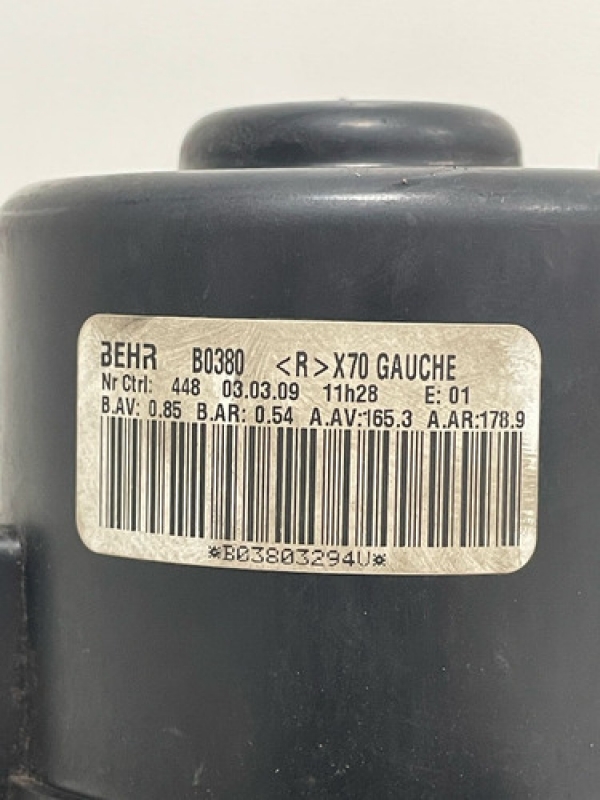 BEHR B0380 <R>X70 GAUCHE
Nr Ctrl: 448 03.03.09 11h28 E: 01
B.AV: 0.85 B.AR: 0.54 A.AV:165.3 A.AR:178.9
*B03803294U*